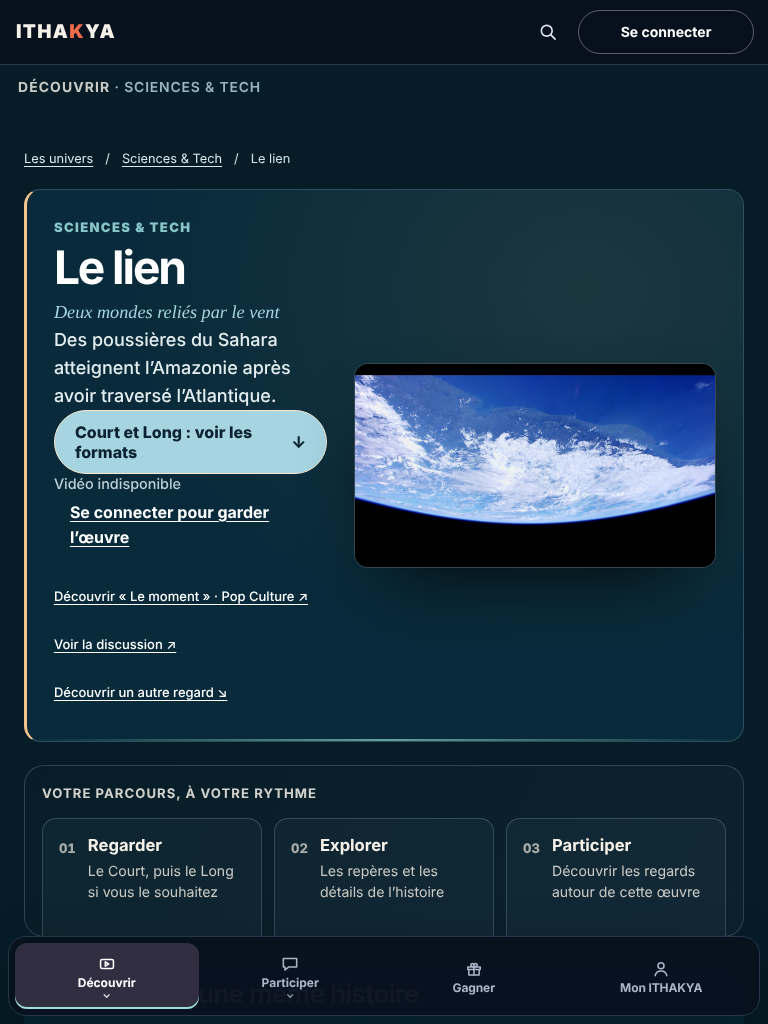 ITHAKYA
Se connecter
DÉCOUVRIR · SCIENCES & TECH
Les univers / Sciences & Tech / Le lien
SCIENCES & TECH
Le lien
Deux mondes reliés par le vent
Des poussières du Sahara
atteignent l’Amazonie après
avoir traversé l’Atlantique.
Court et Long : voir les
formats ↓
Vidéo indisponible
Se connecter pour garder
l’œuvre
Découvrir « Le moment » · Pop Culture ↗
Voir la discussion ↗
Découvrir un autre regard ↘
VOTRE PARCOURS, À VOTRE RYTHME
01 Regarder
Le Court, puis le Long
si vous le souhaitez
02 Explorer
Les repères et les
détails de l’histoire
03 Participer
Découvrir les regards
autour de cette œuvre
une même histoire
Découvrir
Participer
Gagner
Mon ITHAKYA